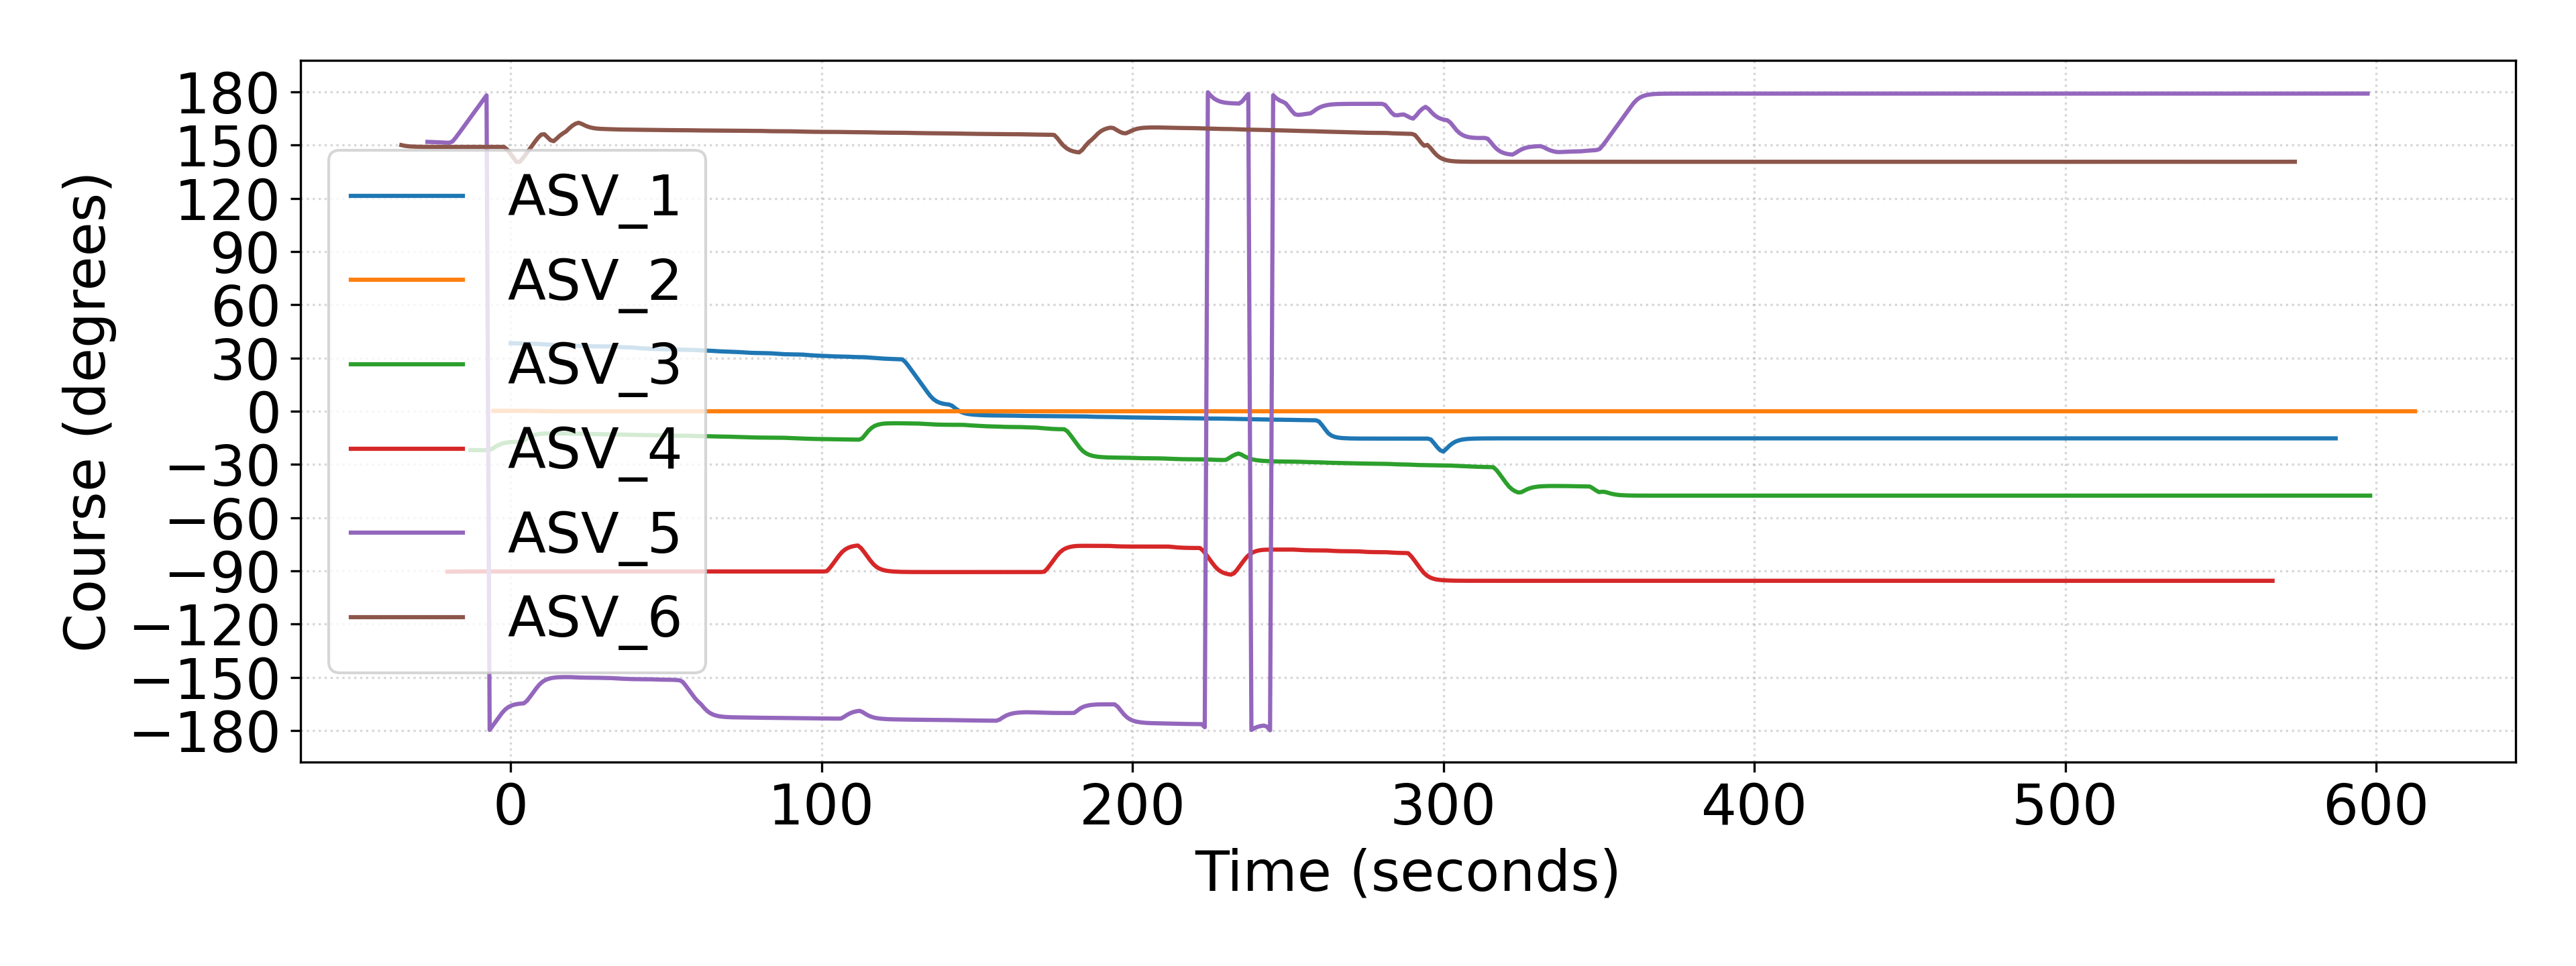 180
150
120
90
60
30
0
−30
−60
−90
−120
−150
−180
Course (degrees)
ASV_1
ASV_2
ASV_3
ASV_4
ASV_5
ASV_6
0 100 200 300 400 500 600
Time (seconds)